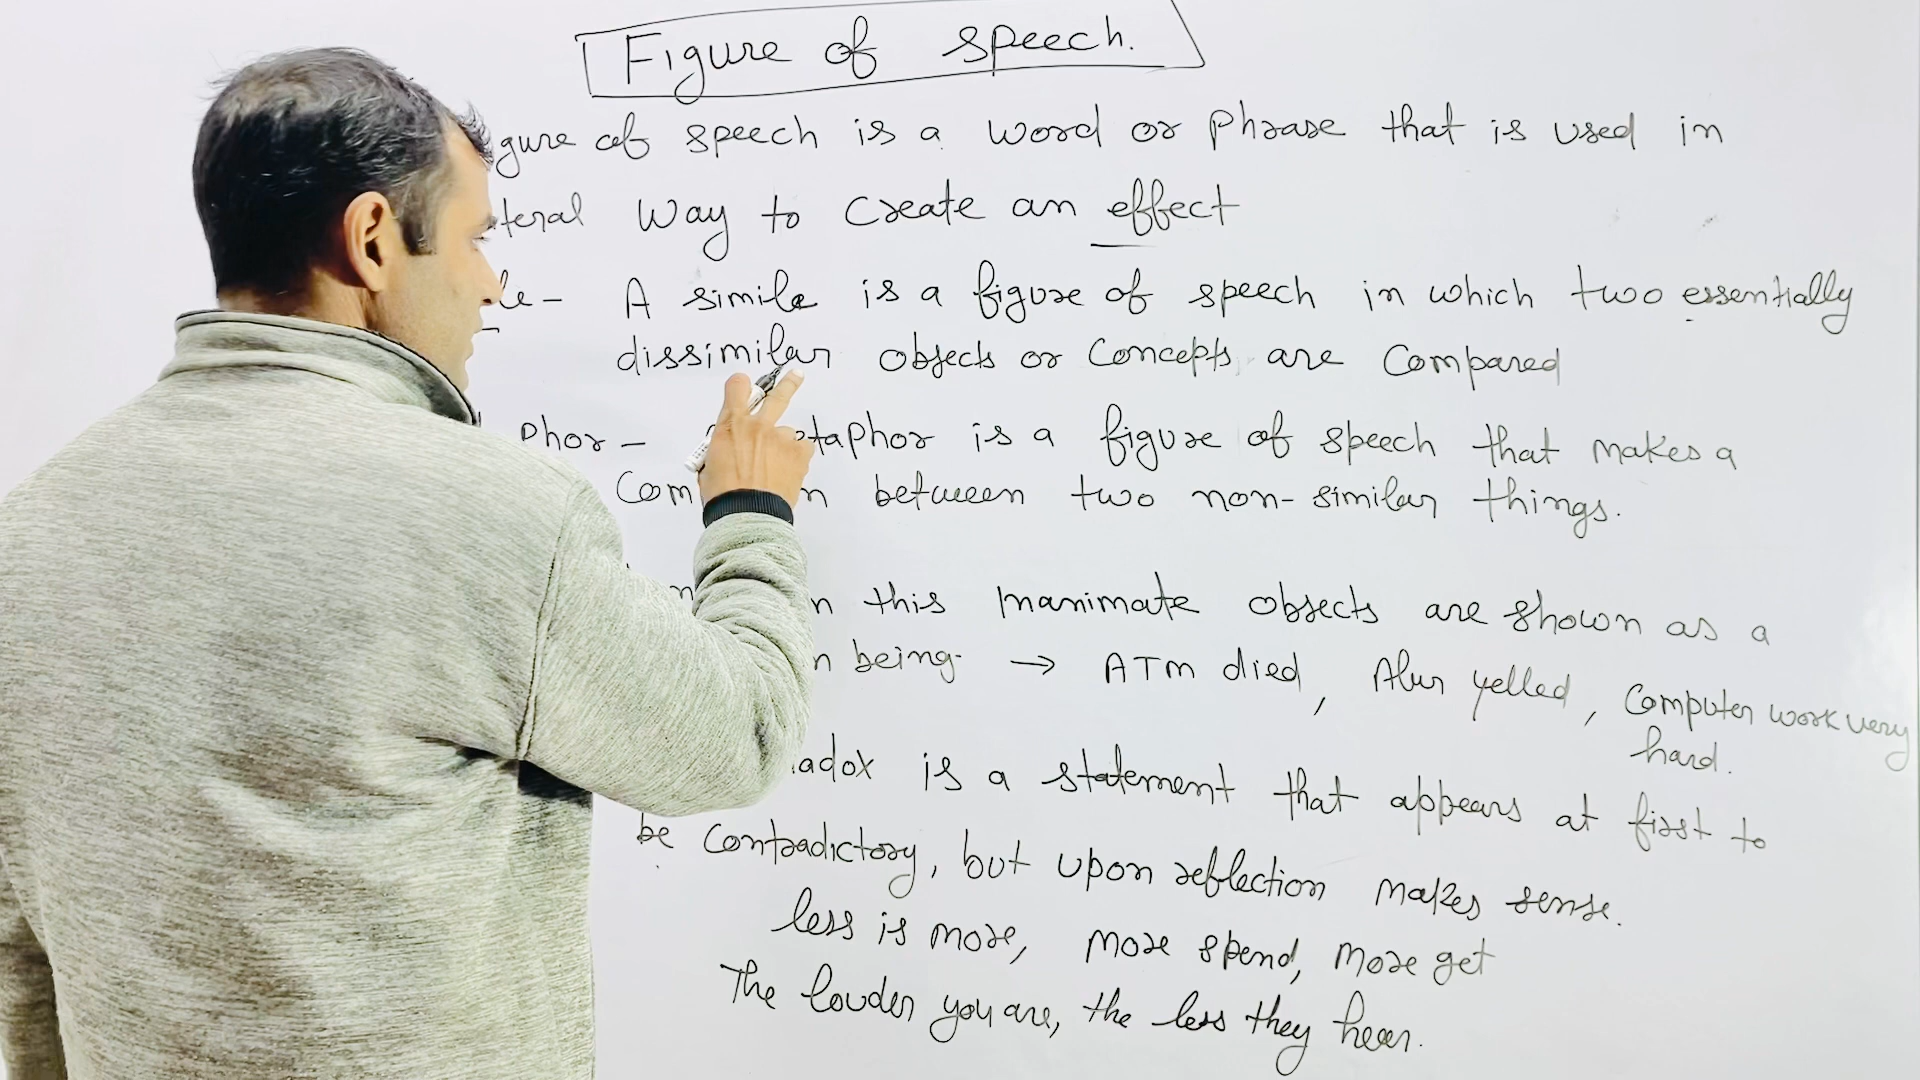 Figure of speech.
gure of speech is a word or Phrase that is used in
teral way to create an effect
le- A simile is a figure of speech in which two essentially
dissimilar objects or Concepts are Compared
phor - taphor is a figure of speech that makes a
Com n between two non-similar things.
n this Inanimate objects are shown as a
n being. → ATM died, yelled, Computer work very
hard.
adox is a statement that appears at first to
be Contradictory, but upon reflection makes sense.
less is more, More spend, More get
The louder you are, the less they hear.